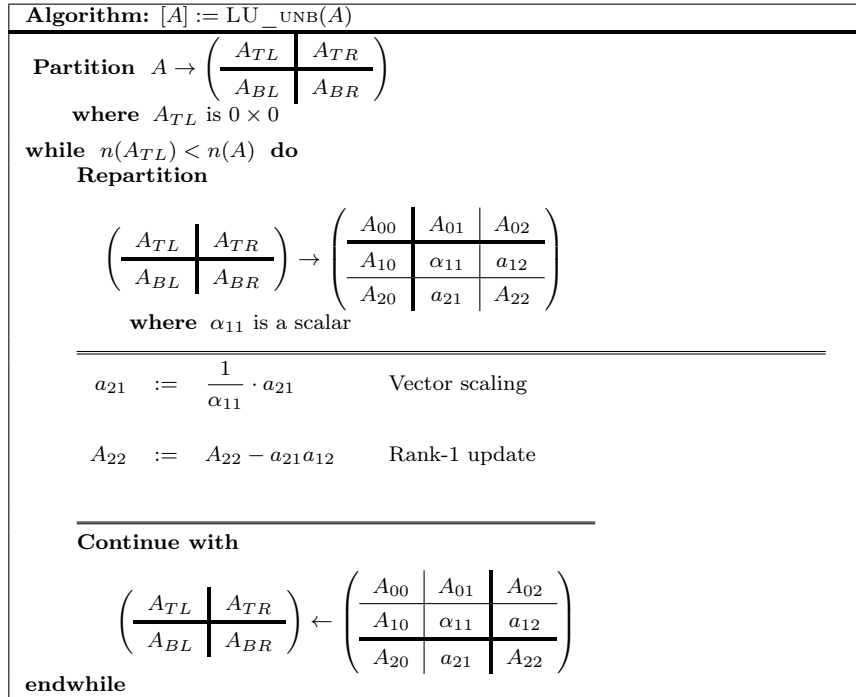 Algorithm: [A] := LU_UNB(A)
Partition A → ( A_TL A_TR
A_BL A_BR )
where A_TL is 0 × 0
while n(A_TL) < n(A) do
Repartition
( A_TL A_TR
A_BL A_BR ) → ( A_00 A_01 A_02
A_10 α_11 a_12
A_20 a_21 A_22 )
where α_11 is a scalar
a_21 := 1/α_11 · a_21 Vector scaling
A_22 := A_22 − a_21 a_12 Rank-1 update
Continue with
( A_TL A_TR
A_BL A_BR ) ← ( A_00 A_01 A_02
A_10 α_11 a_12
A_20 a_21 A_22 )
endwhile